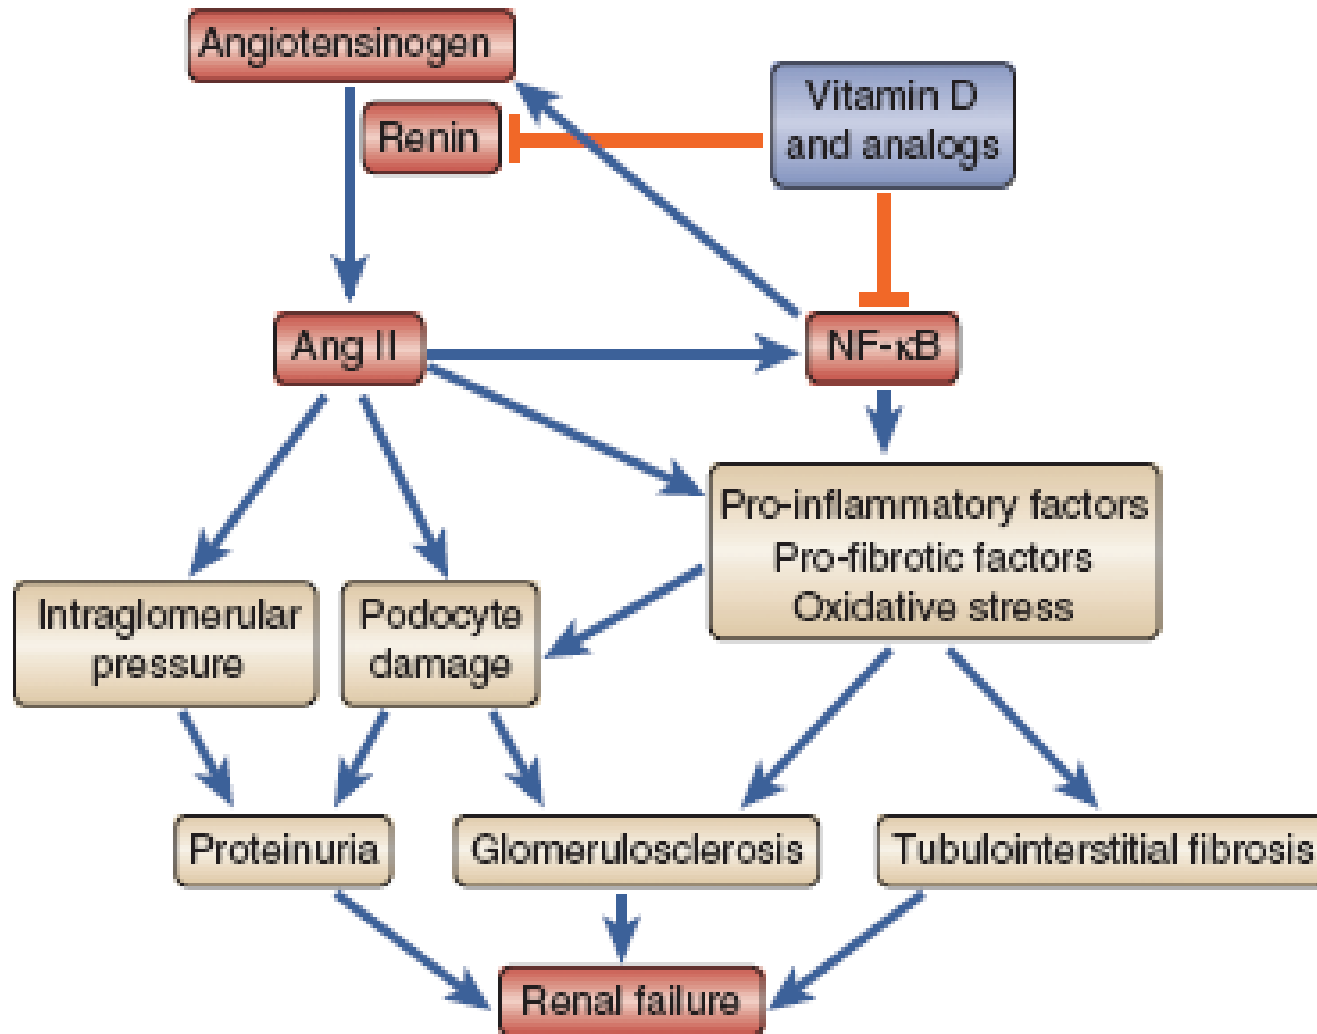 Angiotensinogen
Renin
Vitamin D
and analogs
Ang II
NF-κB
Pro-inflammatory factors
Pro-fibrotic factors
Oxidative stress
Intraglomerular
pressure
Podocyte
damage
Proteinuria
Glomerulosclerosis
Tubulointerstitial fibrosis
Renal failure